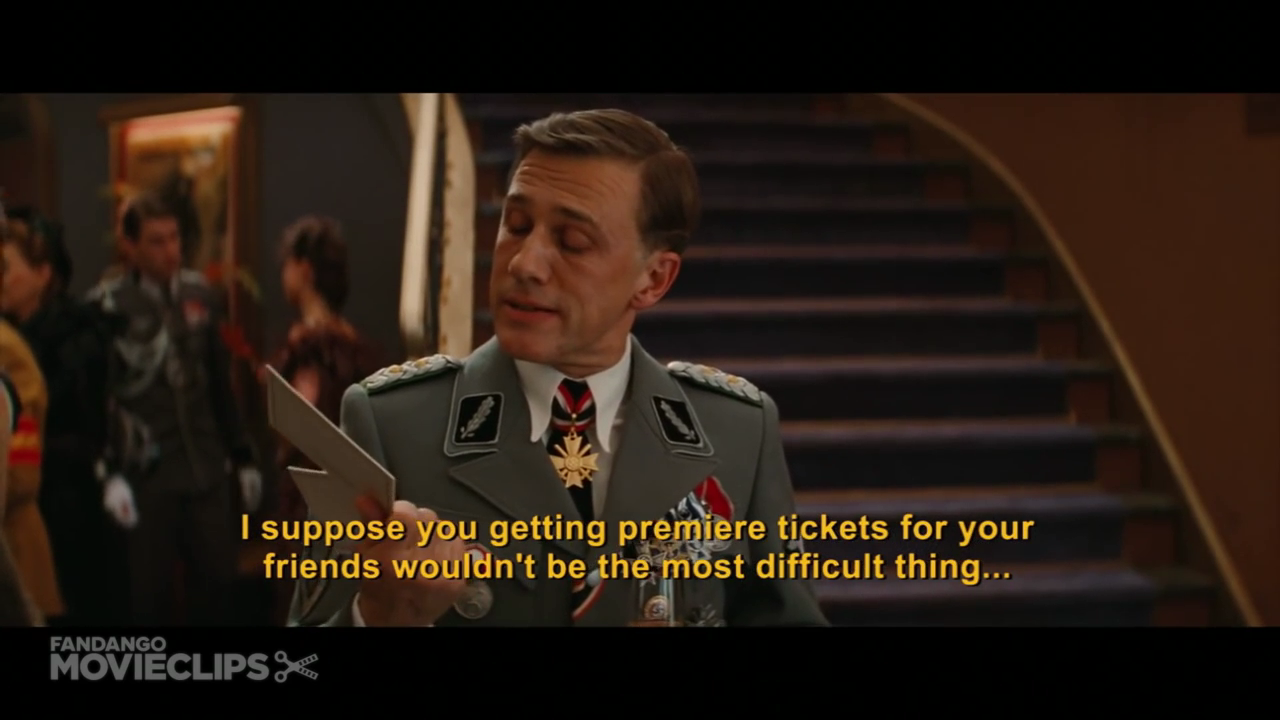 I suppose you getting premiere tickets for your
friends wouldn't be the most difficult thing...
FANDANGO
MOVIECLIPS